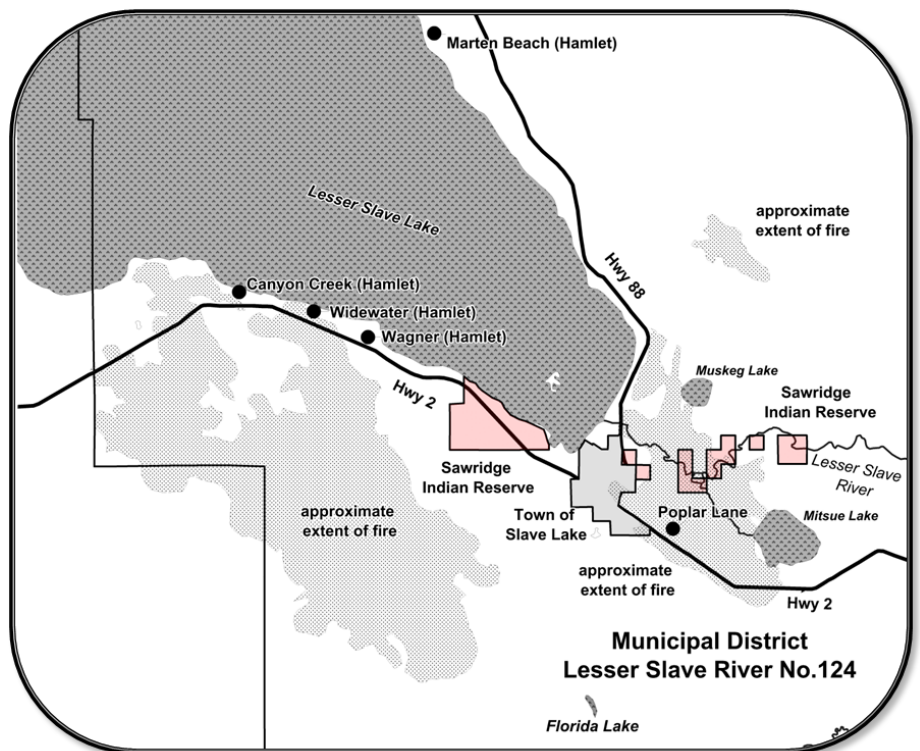 Marten Beach (Hamlet)
Lesser Slave Lake
approximate
extent of fire
Hwy 88
Canyon Creek (Hamlet)
Widewater (Hamlet)
Wagner (Hamlet)
Hwy 2
Muskeg Lake
Sawridge
Indian Reserve
Sawridge
Indian Reserve
Lesser Slave
River
Town of
Slave Lake
Poplar Lane
Mitsue Lake
approximate
extent of fire
approximate
extent of fire
Hwy 2
Municipal District
Lesser Slave River No.124
Florida Lake